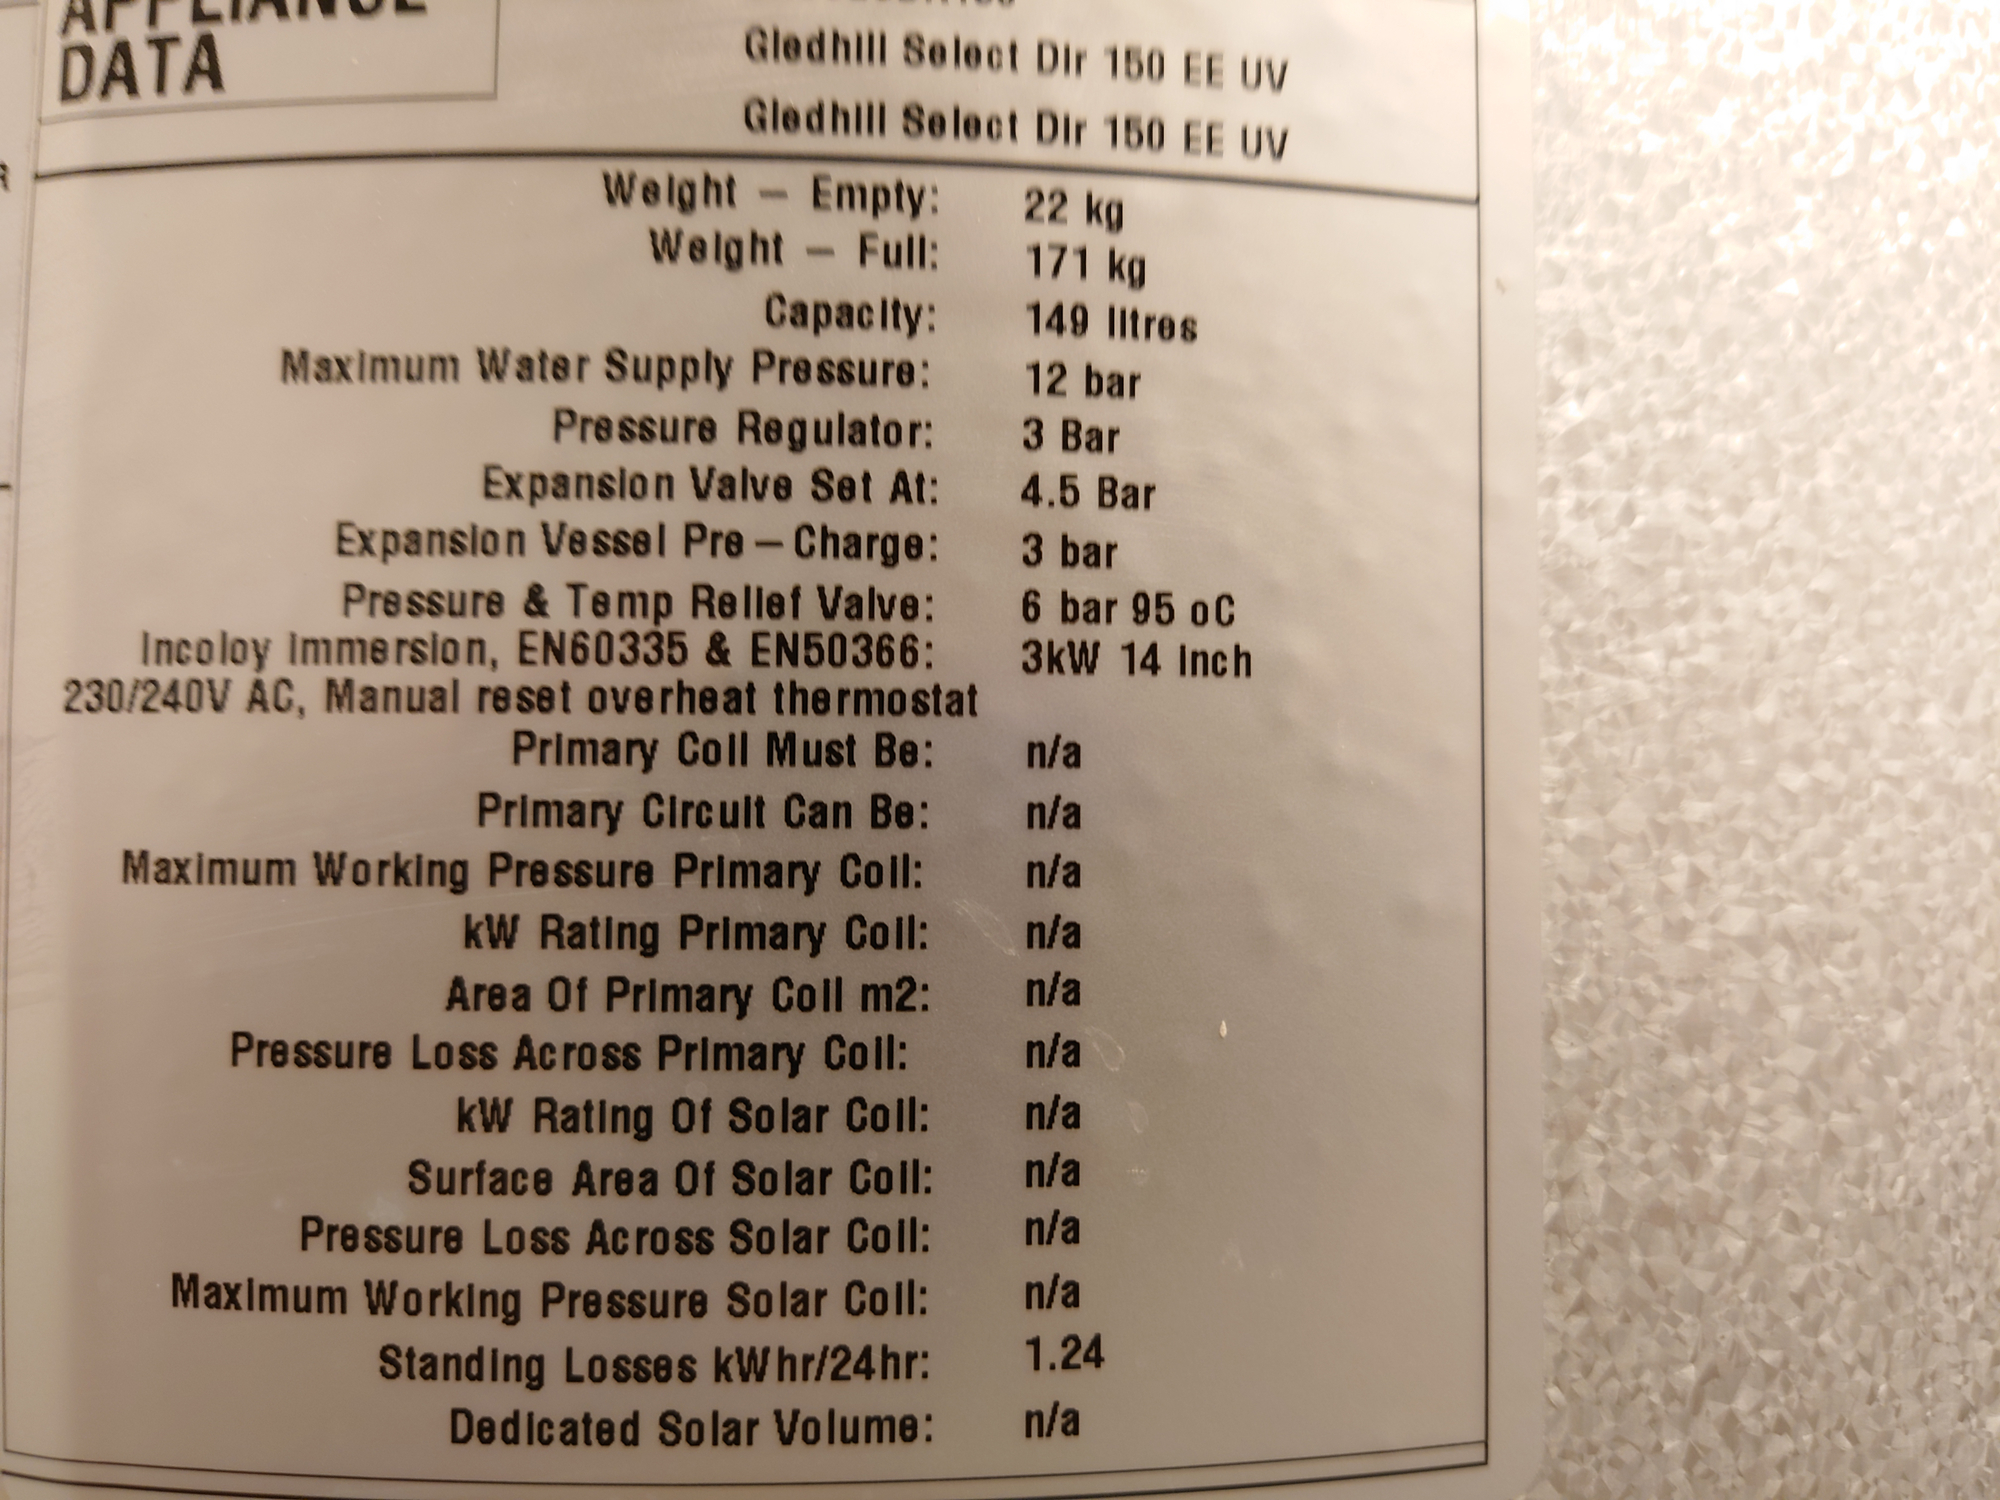 APPLIANCE
DATA
Gledhill Select Dir 150 EE UV
Gledhill Select Dir 150 EE UV
Weight – Empty: 22 kg
Weight – Full: 171 kg
Capacity: 149 litres
Maximum Water Supply Pressure: 12 bar
Pressure Regulator: 3 Bar
Expansion Valve Set At: 4.5 Bar
Expansion Vessel Pre – Charge: 3 bar
Pressure & Temp Relief Valve: 6 bar 95 oC
Incoloy immersion, EN60335 & EN50366: 3kW 14 inch
230/240V AC, Manual reset overheat thermostat
Primary Coil Must Be: n/a
Primary Circuit Can Be: n/a
Maximum Working Pressure Primary Coil: n/a
kW Rating Primary Coil: n/a
Area Of Primary Coil m2: n/a
Pressure Loss Across Primary Coil: n/a
kW Rating Of Solar Coil: n/a
Surface Area Of Solar Coil: n/a
Pressure Loss Across Solar Coil: n/a
Maximum Working Pressure Solar Coil: n/a
Standing Losses kWhr/24hr: 1.24
Dedicated Solar Volume: n/a